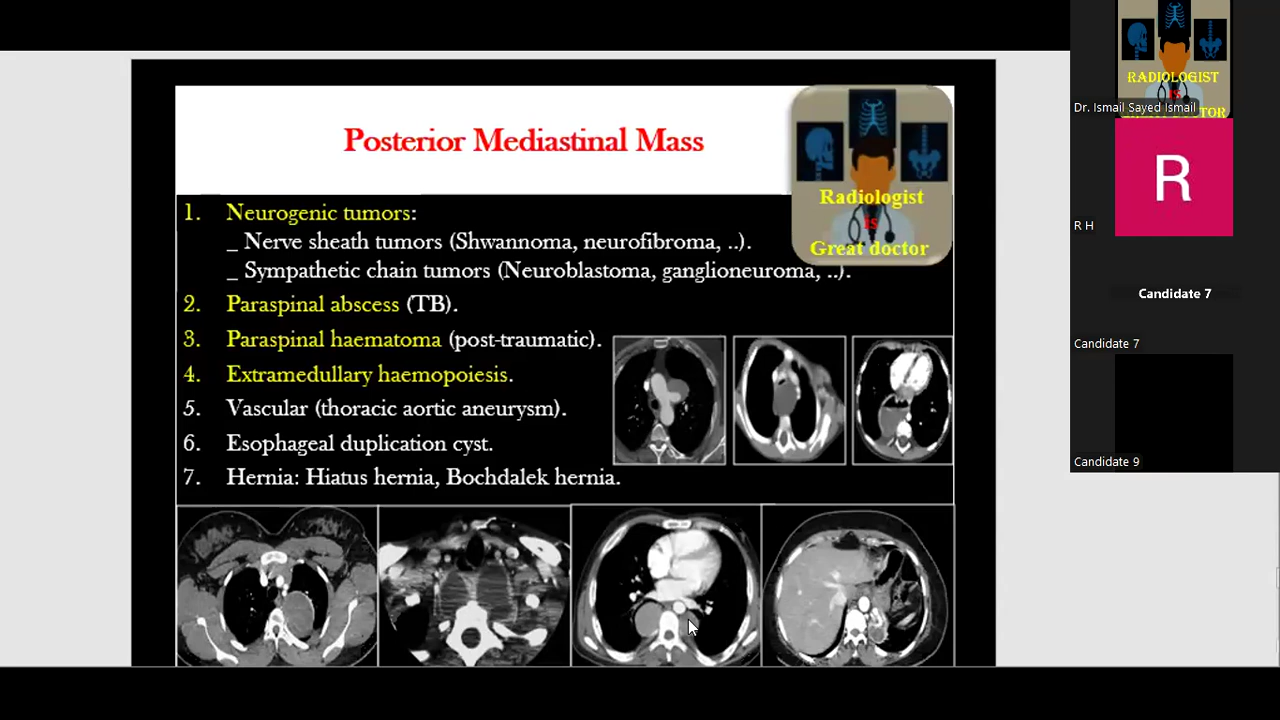 Posterior Mediastinal Mass
Radiologist
is
Great doctor
1. Neurogenic tumors:
_ Nerve sheath tumors (Shwannoma, neurofibroma, ..).
_ Sympathetic chain tumors (Neuroblastoma, ganglioneuroma, ..).
2. Paraspinal abscess (TB).
3. Paraspinal haematoma (post-traumatic).
4. Extramedullary haemopoiesis.
5. Vascular (thoracic aortic aneurysm).
6. Esophageal duplication cyst.
7. Hernia: Hiatus hernia, Bochdalek hernia.
RADIOLOGIST
IS
Dr. Ismail Sayed Ismail
R
R H
Candidate 7
Candidate 7
Candidate 9